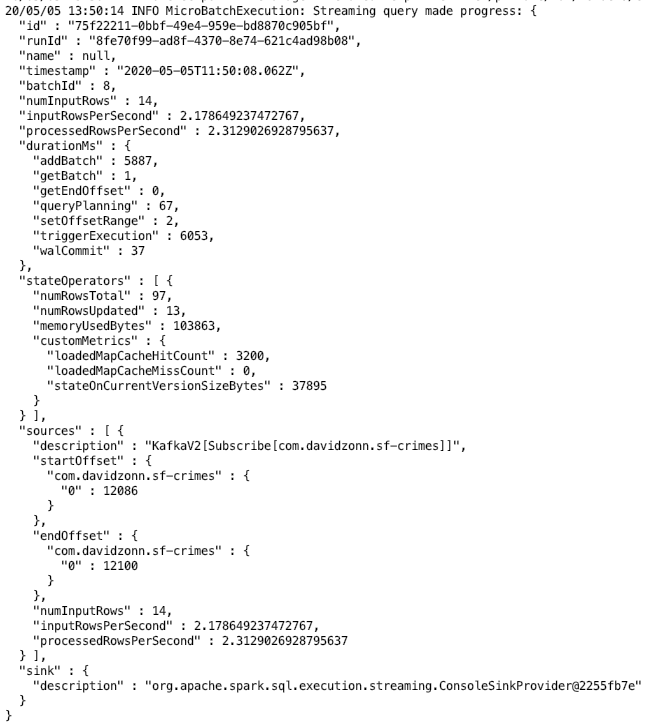 20/05/05 13:50:14 INFO MicroBatchExecution: Streaming query made progress: {
  "id" : "75f22211-0bbf-49e4-959e-bd8870c905bf",
  "runId" : "8fe70f99-ad8f-4370-8e74-621c4ad98b08",
  "name" : null,
  "timestamp" : "2020-05-05T11:50:08.062Z",
  "batchId" : 8,
  "numInputRows" : 14,
  "inputRowsPerSecond" : 2.178649237472767,
  "processedRowsPerSecond" : 2.3129026928795637,
  "durationMs" : {
    "addBatch" : 5887,
    "getBatch" : 1,
    "getEndOffset" : 0,
    "queryPlanning" : 67,
    "setOffsetRange" : 2,
    "triggerExecution" : 6053,
    "walCommit" : 37
  },
  "stateOperators" : [ {
    "numRowsTotal" : 97,
    "numRowsUpdated" : 13,
    "memoryUsedBytes" : 103863,
    "customMetrics" : {
      "loadedMapCacheHitCount" : 3200,
      "loadedMapCacheMissCount" : 0,
      "stateOnCurrentVersionSizeBytes" : 37895
    }
  } ],
  "sources" : [ {
    "description" : "KafkaV2[Subscribe[com.davidzonn.sf-crimes]]",
    "startOffset" : {
      "com.davidzonn.sf-crimes" : {
        "0" : 12086
      }
    },
    "endOffset" : {
      "com.davidzonn.sf-crimes" : {
        "0" : 12100
      }
    },
    "numInputRows" : 14,
    "inputRowsPerSecond" : 2.178649237472767,
    "processedRowsPerSecond" : 2.3129026928795637
  } ],
  "sink" : {
    "description" : "org.apache.spark.sql.execution.streaming.ConsoleSinkProvider@2255fb7e"
  }
}